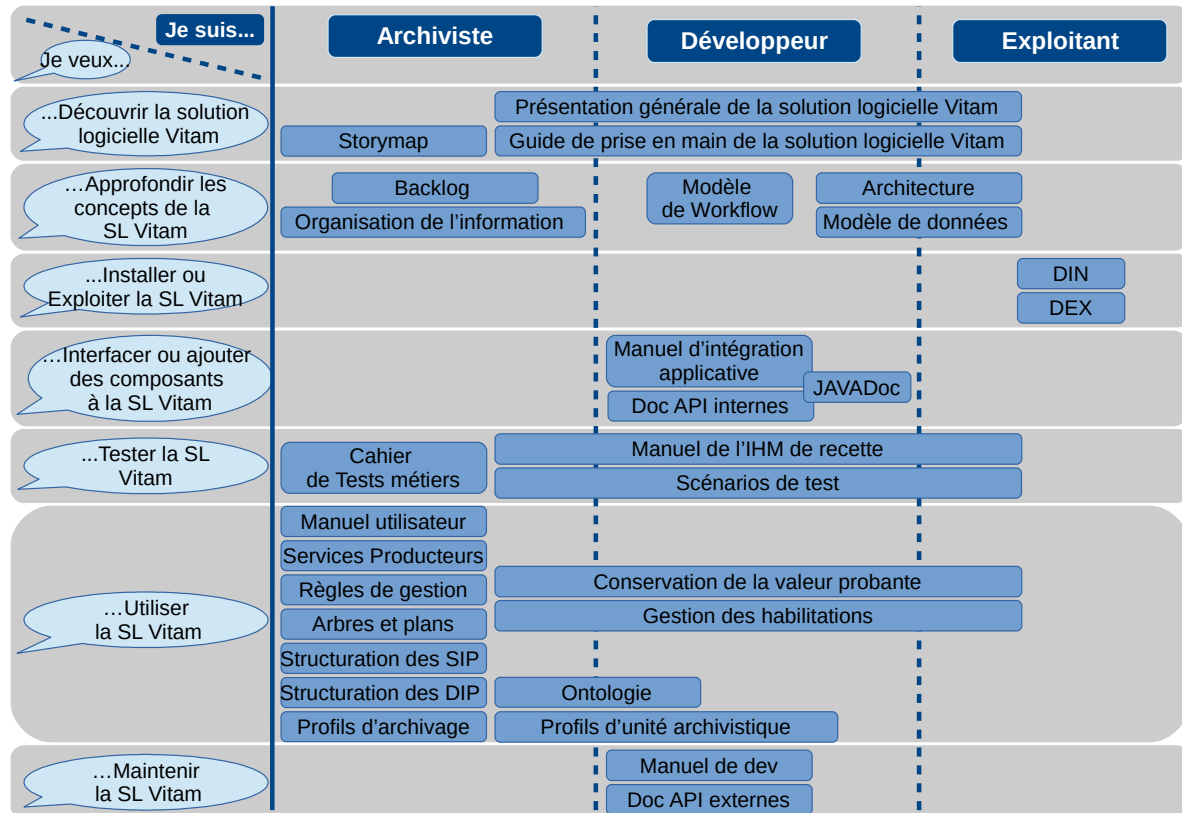 Je suis...
Archiviste
Développeur
Exploitant
Je veux...
...Découvrir la solution
logicielle Vitam
Présentation générale de la solution logicielle Vitam
Storymap
Guide de prise en main de la solution logicielle Vitam
…Approfondir les
concepts de la
SL Vitam
Backlog
Organisation de l’information
Modèle
de Workflow
Architecture
Modèle de données
...Installer ou
Exploiter la SL Vitam
DIN
DEX
…Interfacer ou ajouter
des composants
à la SL Vitam
Manuel d’intégration
applicative
JAVADoc
Doc API internes
...Tester la SL
Vitam
Cahier
de Tests métiers
Manuel de l’IHM de recette
Scénarios de test
…Utiliser
la SL Vitam
Manuel utilisateur
Services Producteurs
Règles de gestion
Arbres et plans
Structuration des SIP
Structuration des DIP
Profils d’archivage
Conservation de la valeur probante
Gestion des habilitations
Ontologie
Profils d’unité archivistique
…Maintenir
la SL Vitam
Manuel de dev
Doc API externes